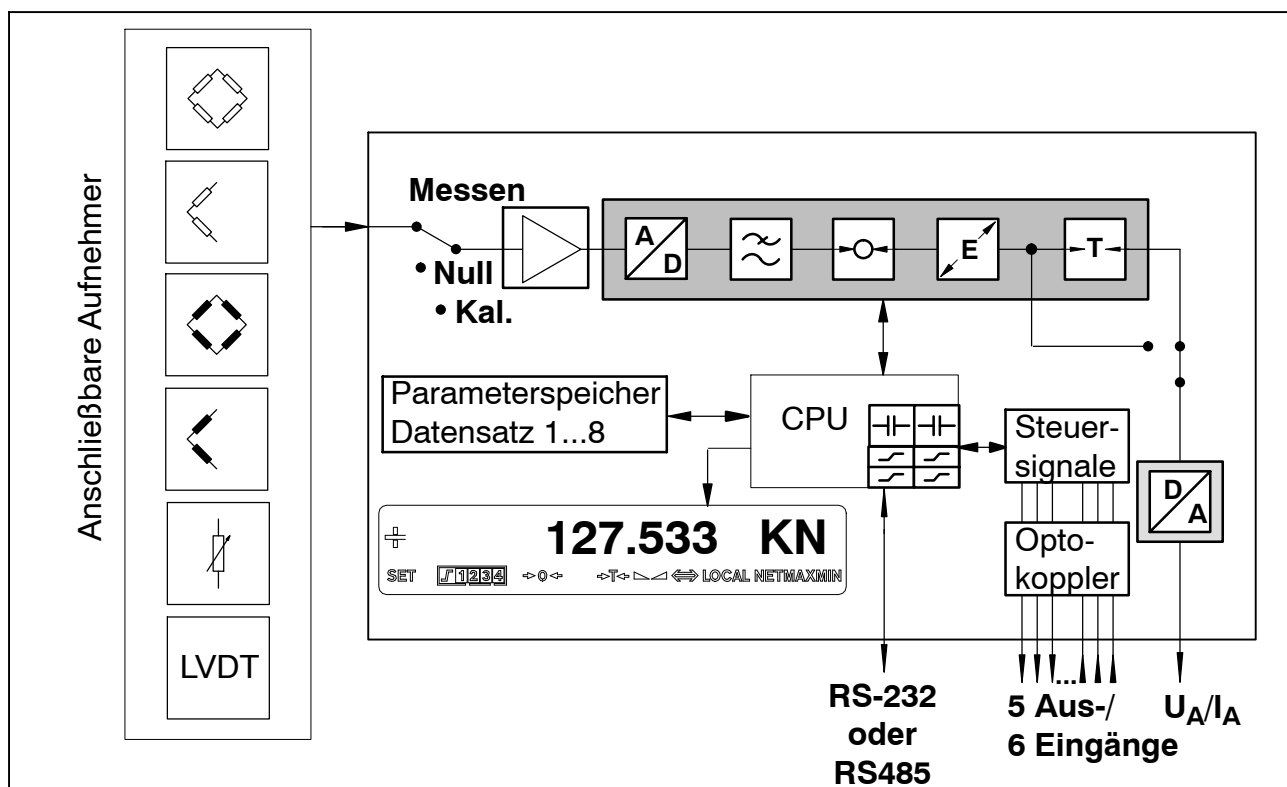 Anschließbare Aufnehmer
LVDT
Messen
Null
Kal.
A
D
E
T
Parameterspeicher
Datensatz 1...8
CPU
Steuer-
signale
Opto-
koppler
D
A
127.533 KN
SET 1234 0 T LOCAL NETMAXMIN
RS-232
oder
RS485
...
5 Aus-/
6 Eingänge
UA/IA